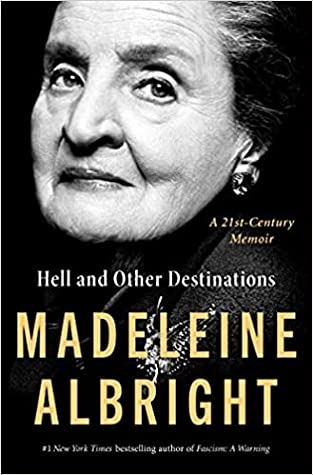 A 21st-Century
Memoir
Hell and Other Destinations
MADELEINE
ALBRIGHT
#1 New York Times bestselling author of Fascism: A Warning